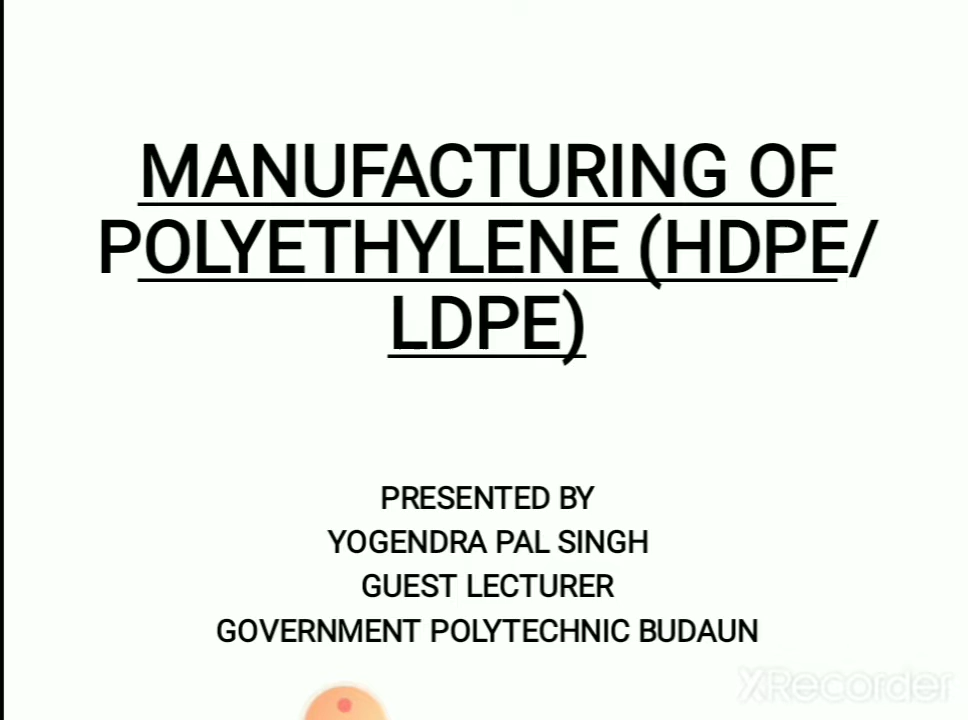 MANUFACTURING OF
POLYETHYLENE (HDPE/
LDPE)
PRESENTED BY
YOGENDRA PAL SINGH
GUEST LECTURER
GOVERNMENT POLYTECHNIC BUDAUN
XRecorder